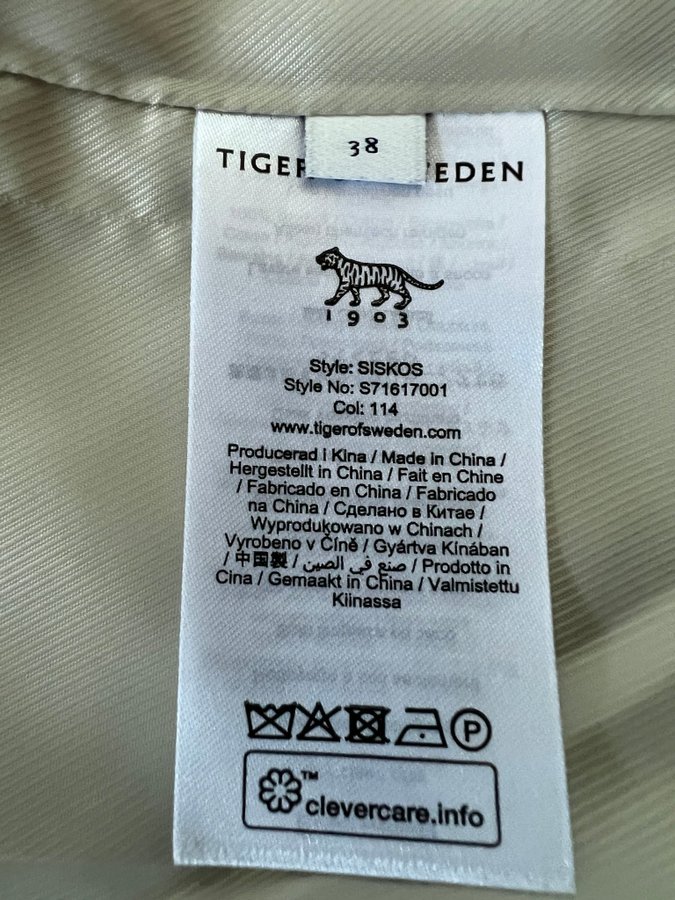 38
TIGER EDEN
1903
Style: SISKOS
Style No: S71617001
Col: 114
www.tigerofsweden.com
Producerad i Kina / Made in China /
Hergestellt in China / Fait en Chine
/ Fabricado en China / Fabricado
na China / Сделано в Китае /
Wyprodukowano w Chinach /
Vyrobeno v Číně / Gyártva Kínában
/ 中国製 / صنع في الصين / Prodotto in
Cina / Gemaakt in China / Valmistettu
Kiinassa
P
TM
clevercare.info